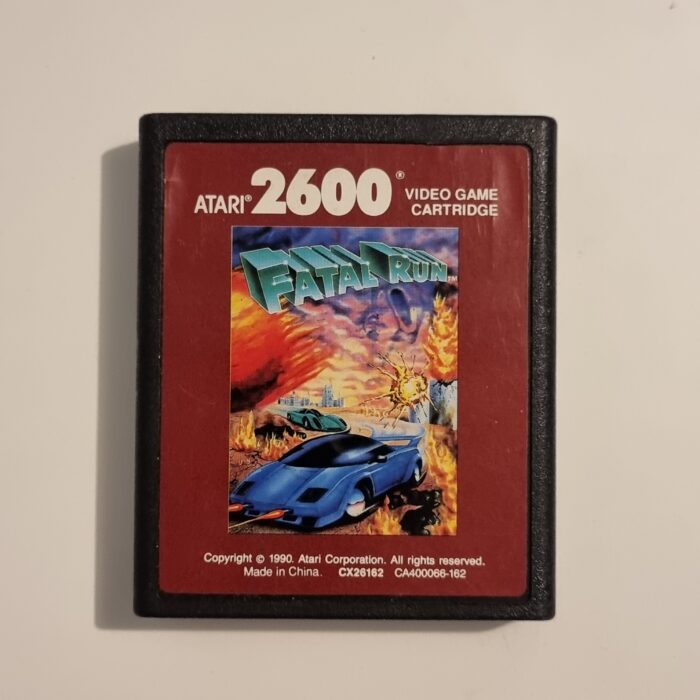 ATARI® 2600® VIDEO GAME
CARTRIDGE
FATAL RUN™
Copyright © 1990. Atari Corporation. All rights reserved.
Made in China. CX26162 CA400066-162